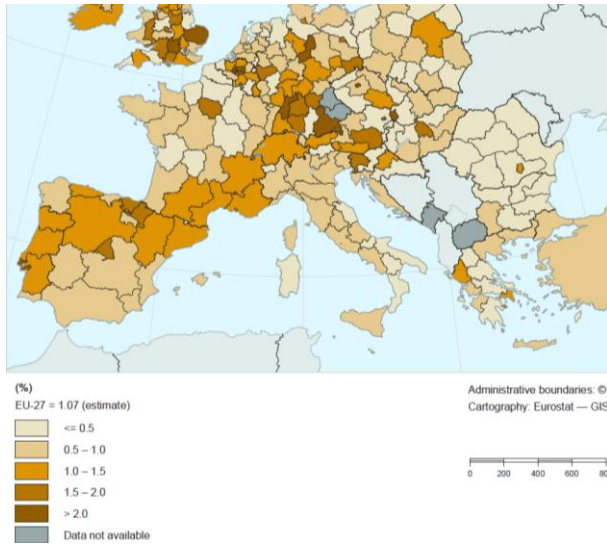 (%)
EU-27 = 1.07 (estimate)
<= 0.5
0.5 – 1.0
1.0 – 1.5
1.5 – 2.0
> 2.0
Data not available
Administrative boundaries: ©
Cartography: Eurostat — GIS
0 200 400 600 80